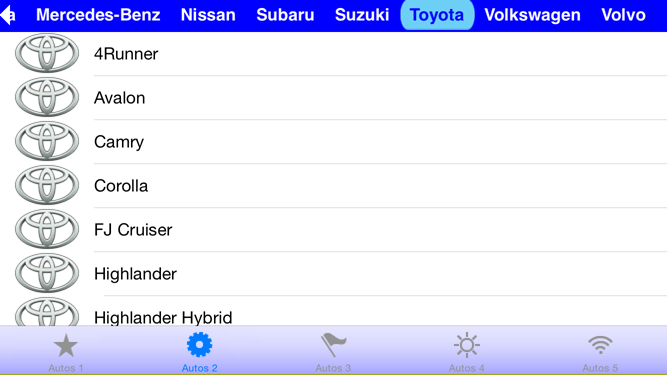 a Mercedes-Benz Nissan Subaru Suzuki Toyota Volkswagen Volvo
4Runner
Avalon
Camry
Corolla
FJ Cruiser
Highlander
Highlander Hybrid
Autos 1 Autos 2 Autos 3 Autos 4 Autos 5